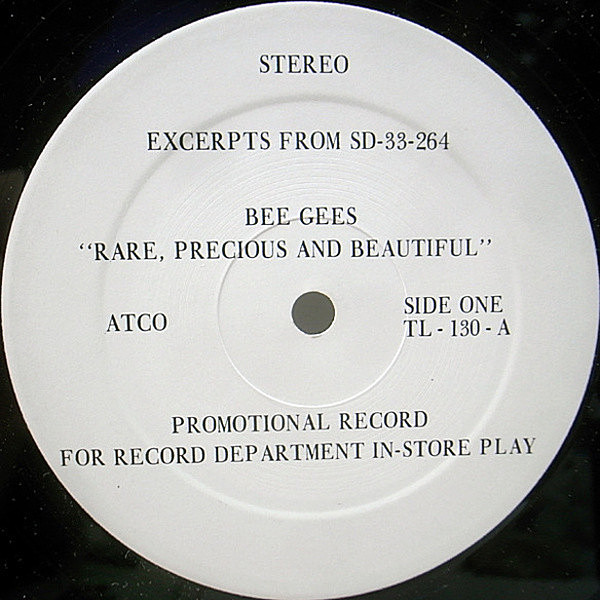 STEREO
EXCERPTS FROM SD-33-264
BEE GEES
“RARE, PRECIOUS AND BEAUTIFUL”
ATCO
SIDE ONE
TL - 130 - A
PROMOTIONAL RECORD
FOR RECORD DEPARTMENT IN-STORE PLAY